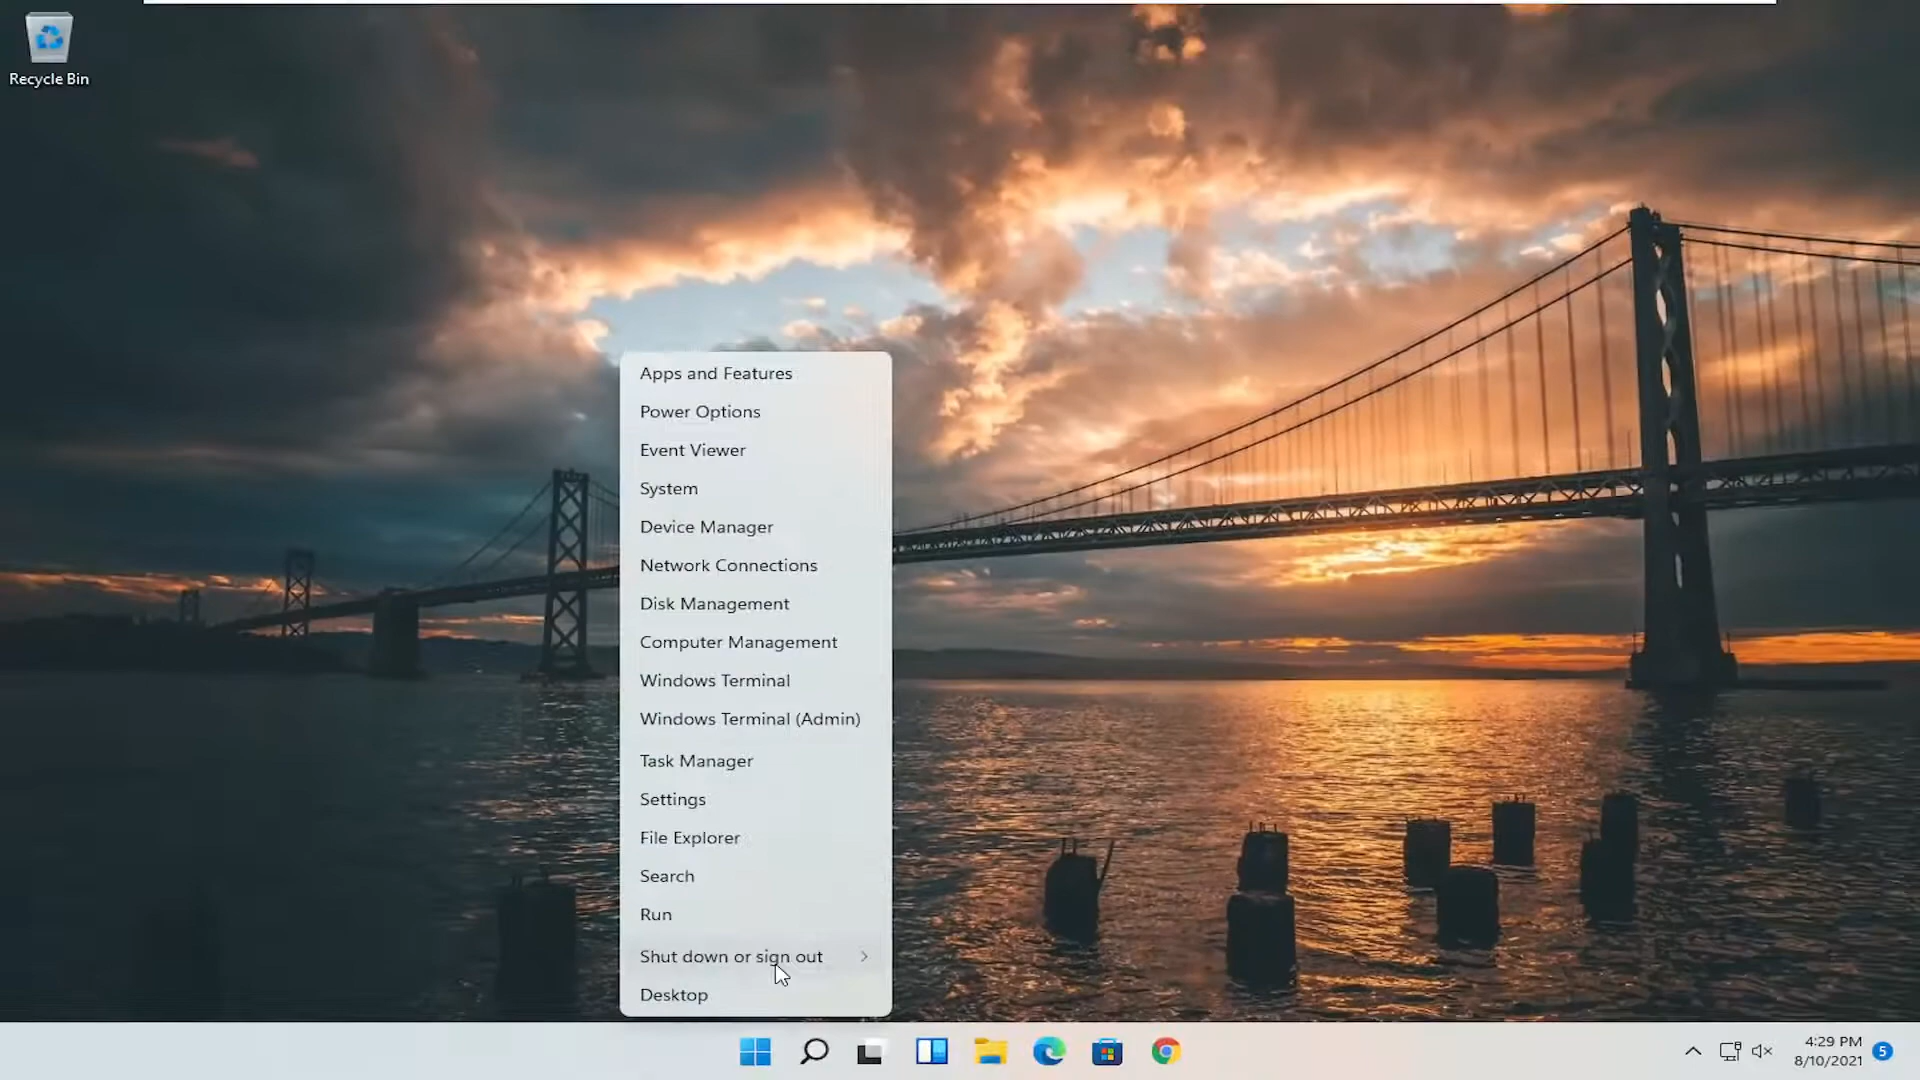 Recycle Bin
Apps and Features
Power Options
Event Viewer
System
Device Manager
Network Connections
Disk Management
Computer Management
Windows Terminal
Windows Terminal (Admin)
Task Manager
Settings
File Explorer
Search
Run
Shut down or sign out
Desktop
4:29 PM
8/10/2021
5